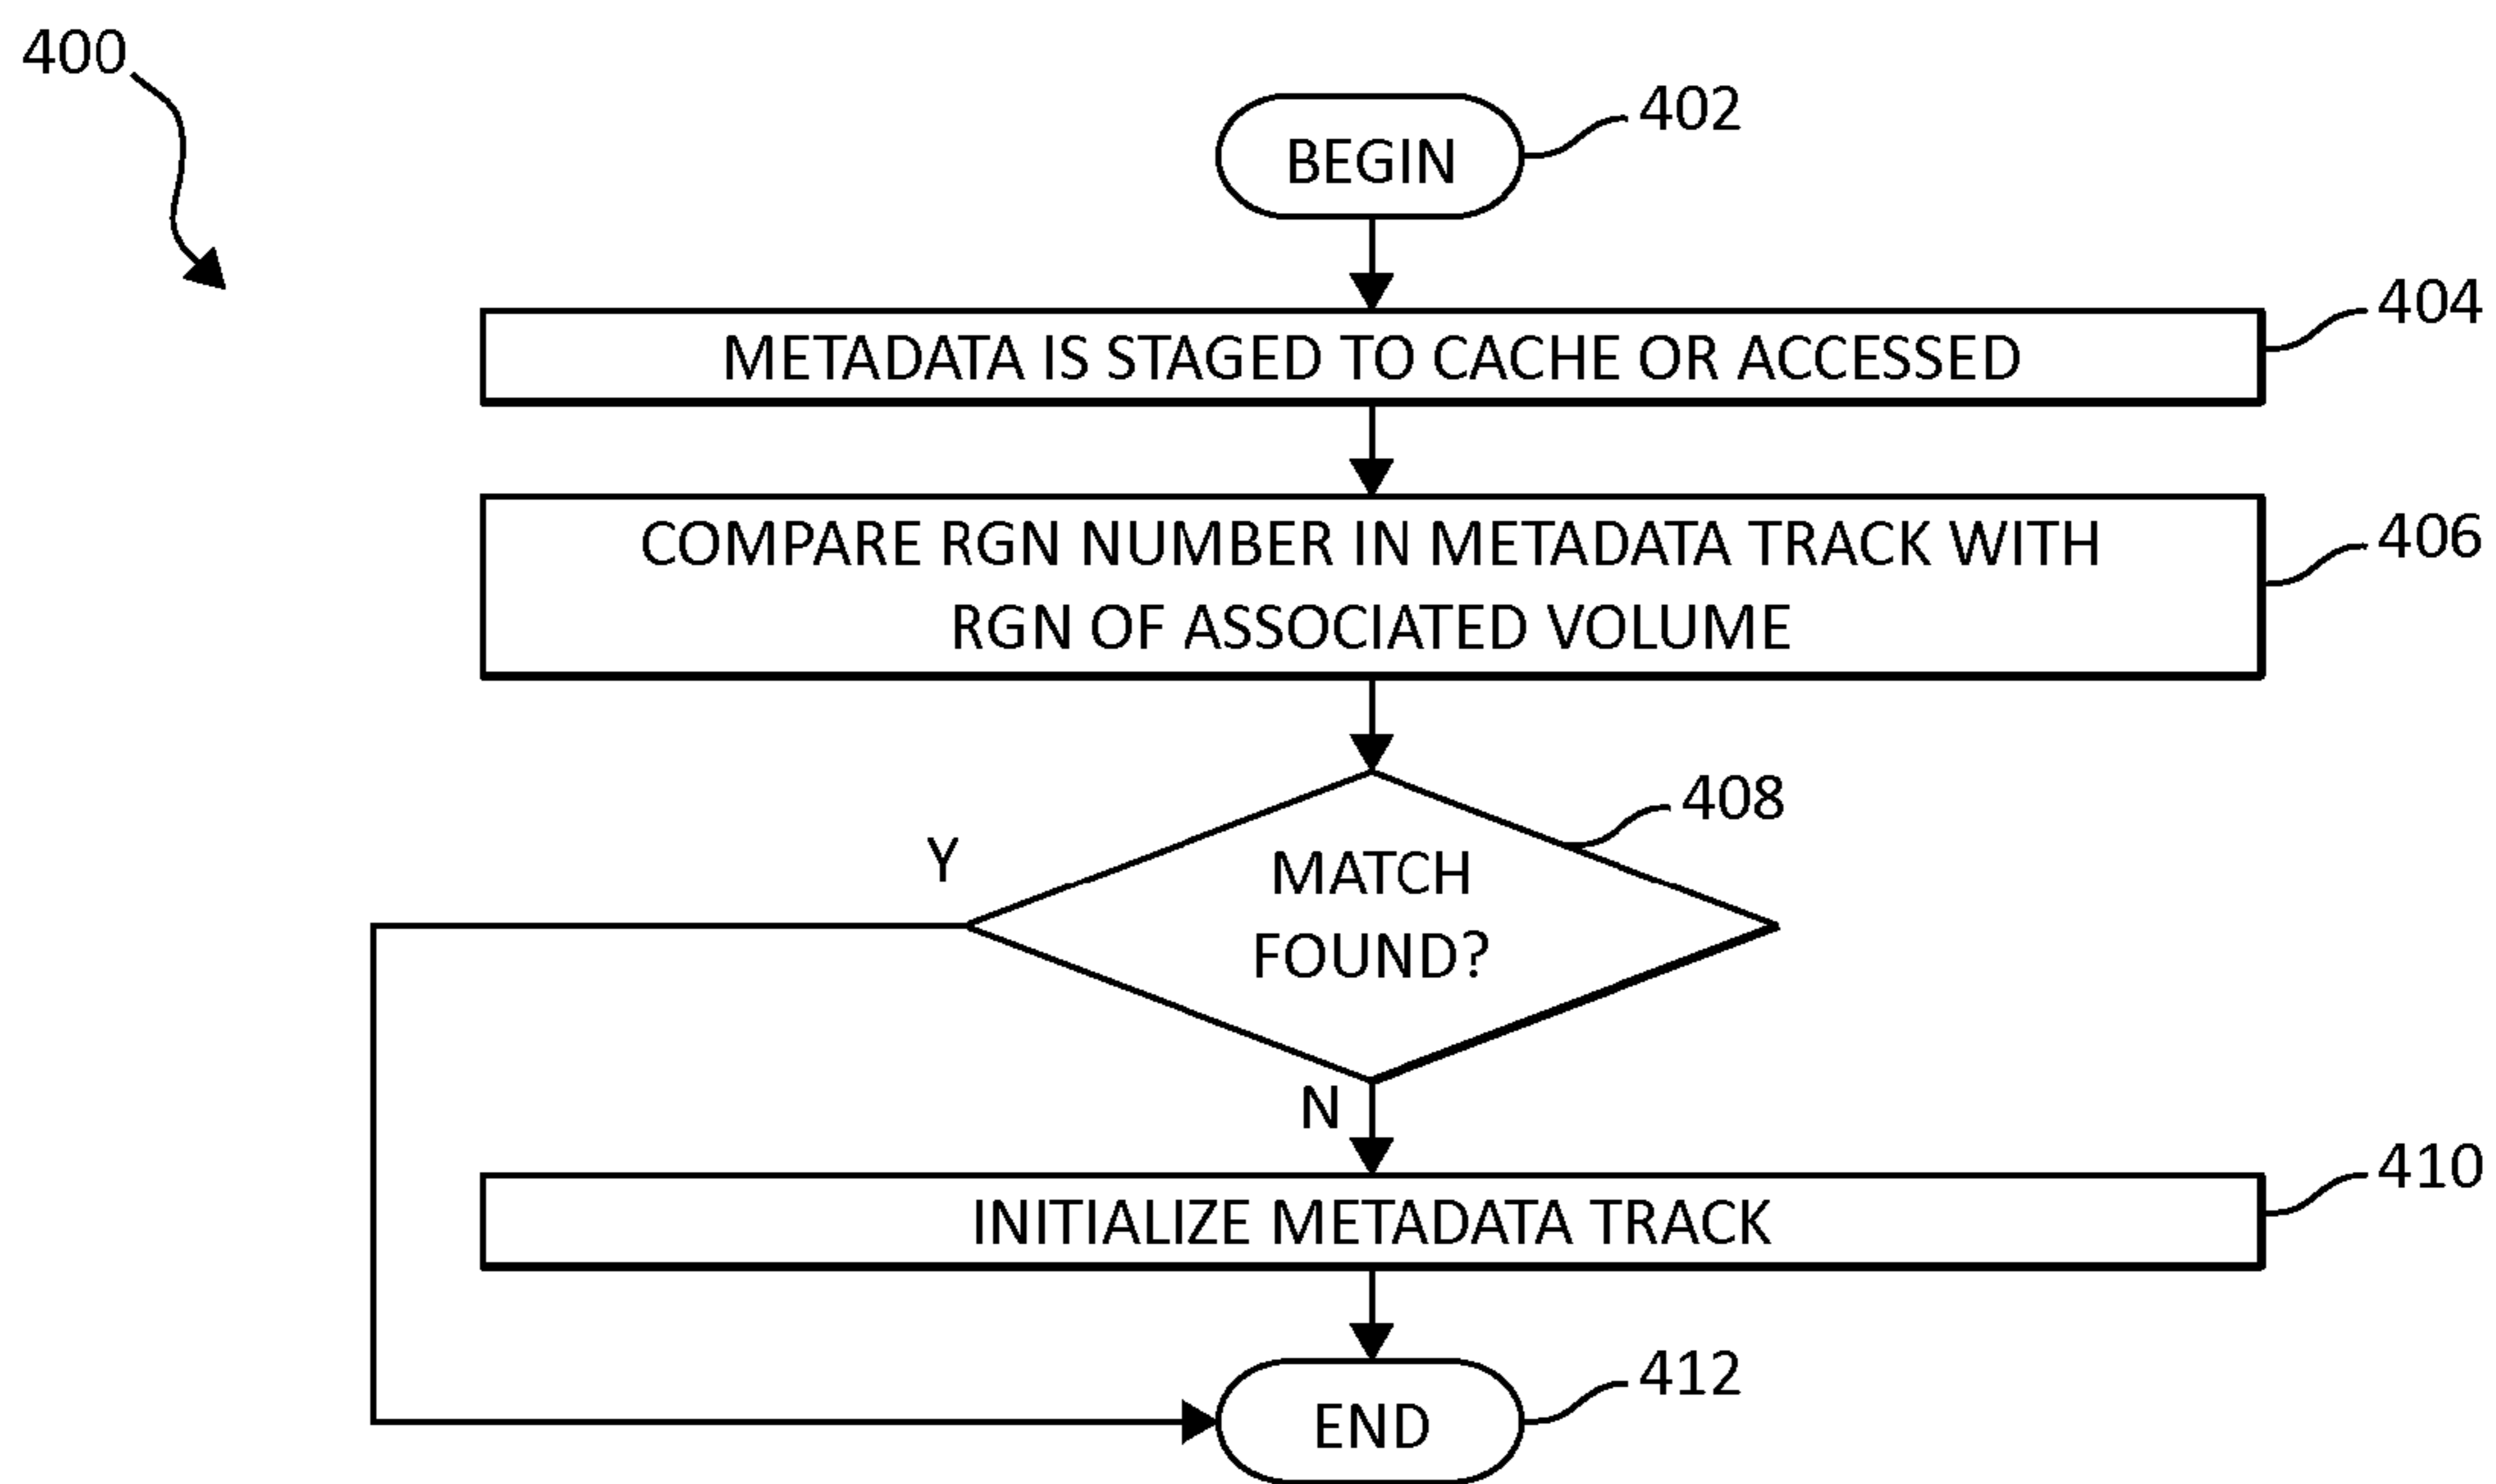 400
BEGIN
402
METADATA IS STAGED TO CACHE OR ACCESSED
404
COMPARE RGN NUMBER IN METADATA TRACK WITH
RGN OF ASSOCIATED VOLUME
406
MATCH
FOUND?
408
Y
N
INITIALIZE METADATA TRACK
410
END
412